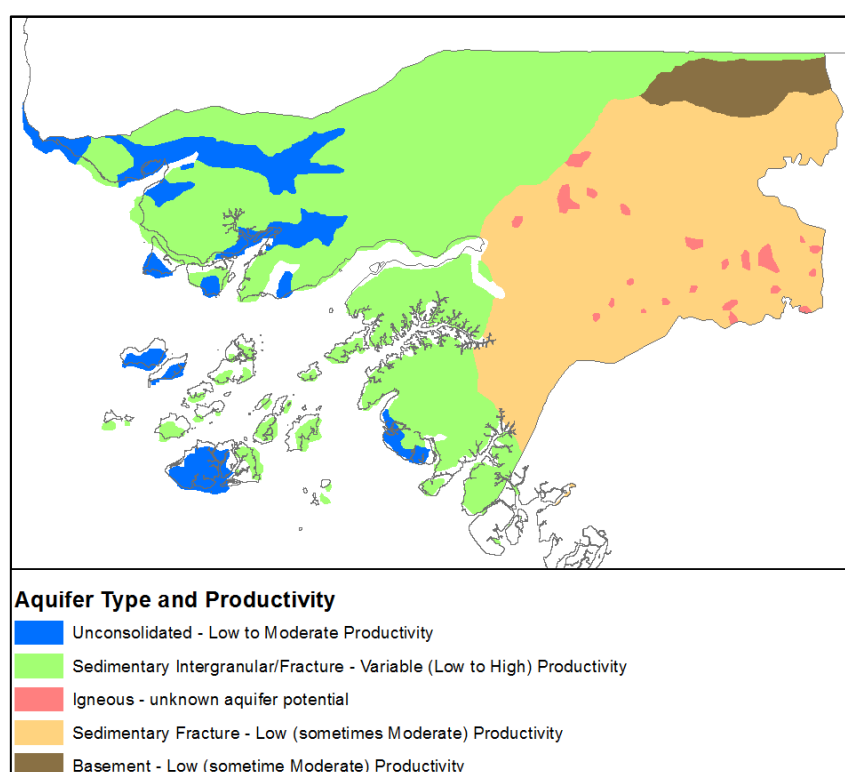 Aquifer Type and Productivity
Unconsolidated - Low to Moderate Productivity
Sedimentary Intergranular/Fracture - Variable (Low to High) Productivity
Igneous - unknown aquifer potential
Sedimentary Fracture - Low (sometimes Moderate) Productivity
Basement - Low (sometime Moderate) Productivity